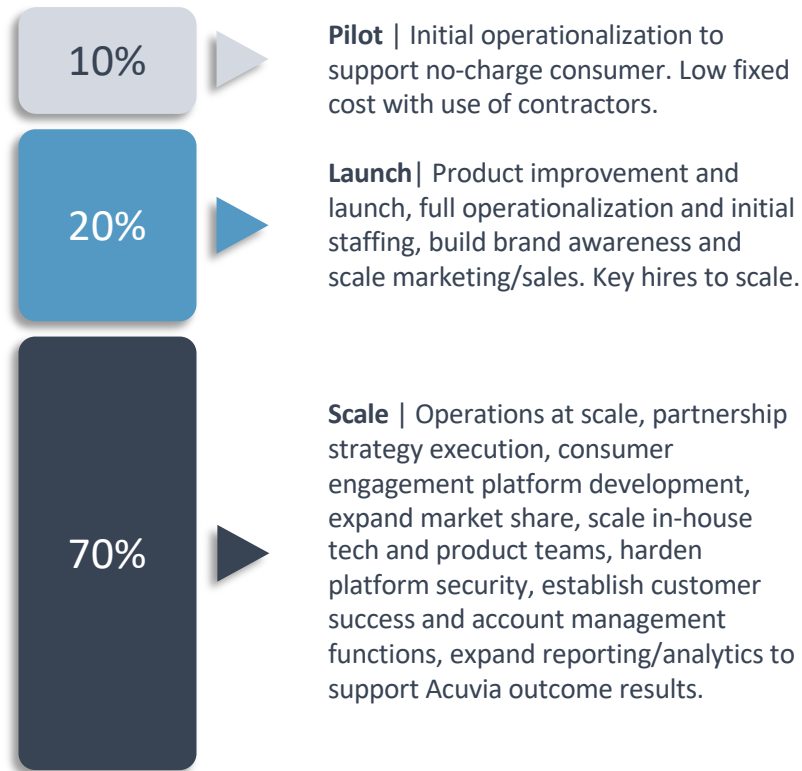 10%
Pilot | Initial operationalization to
support no-charge consumer. Low fixed
cost with use of contractors.
20%
Launch| Product improvement and
launch, full operationalization and initial
staffing, build brand awareness and
scale marketing/sales. Key hires to scale.
70%
Scale | Operations at scale, partnership
strategy execution, consumer
engagement platform development,
expand market share, scale in-house
tech and product teams, harden
platform security, establish customer
success and account management
functions, expand reporting/analytics to
support Acuvia outcome results.